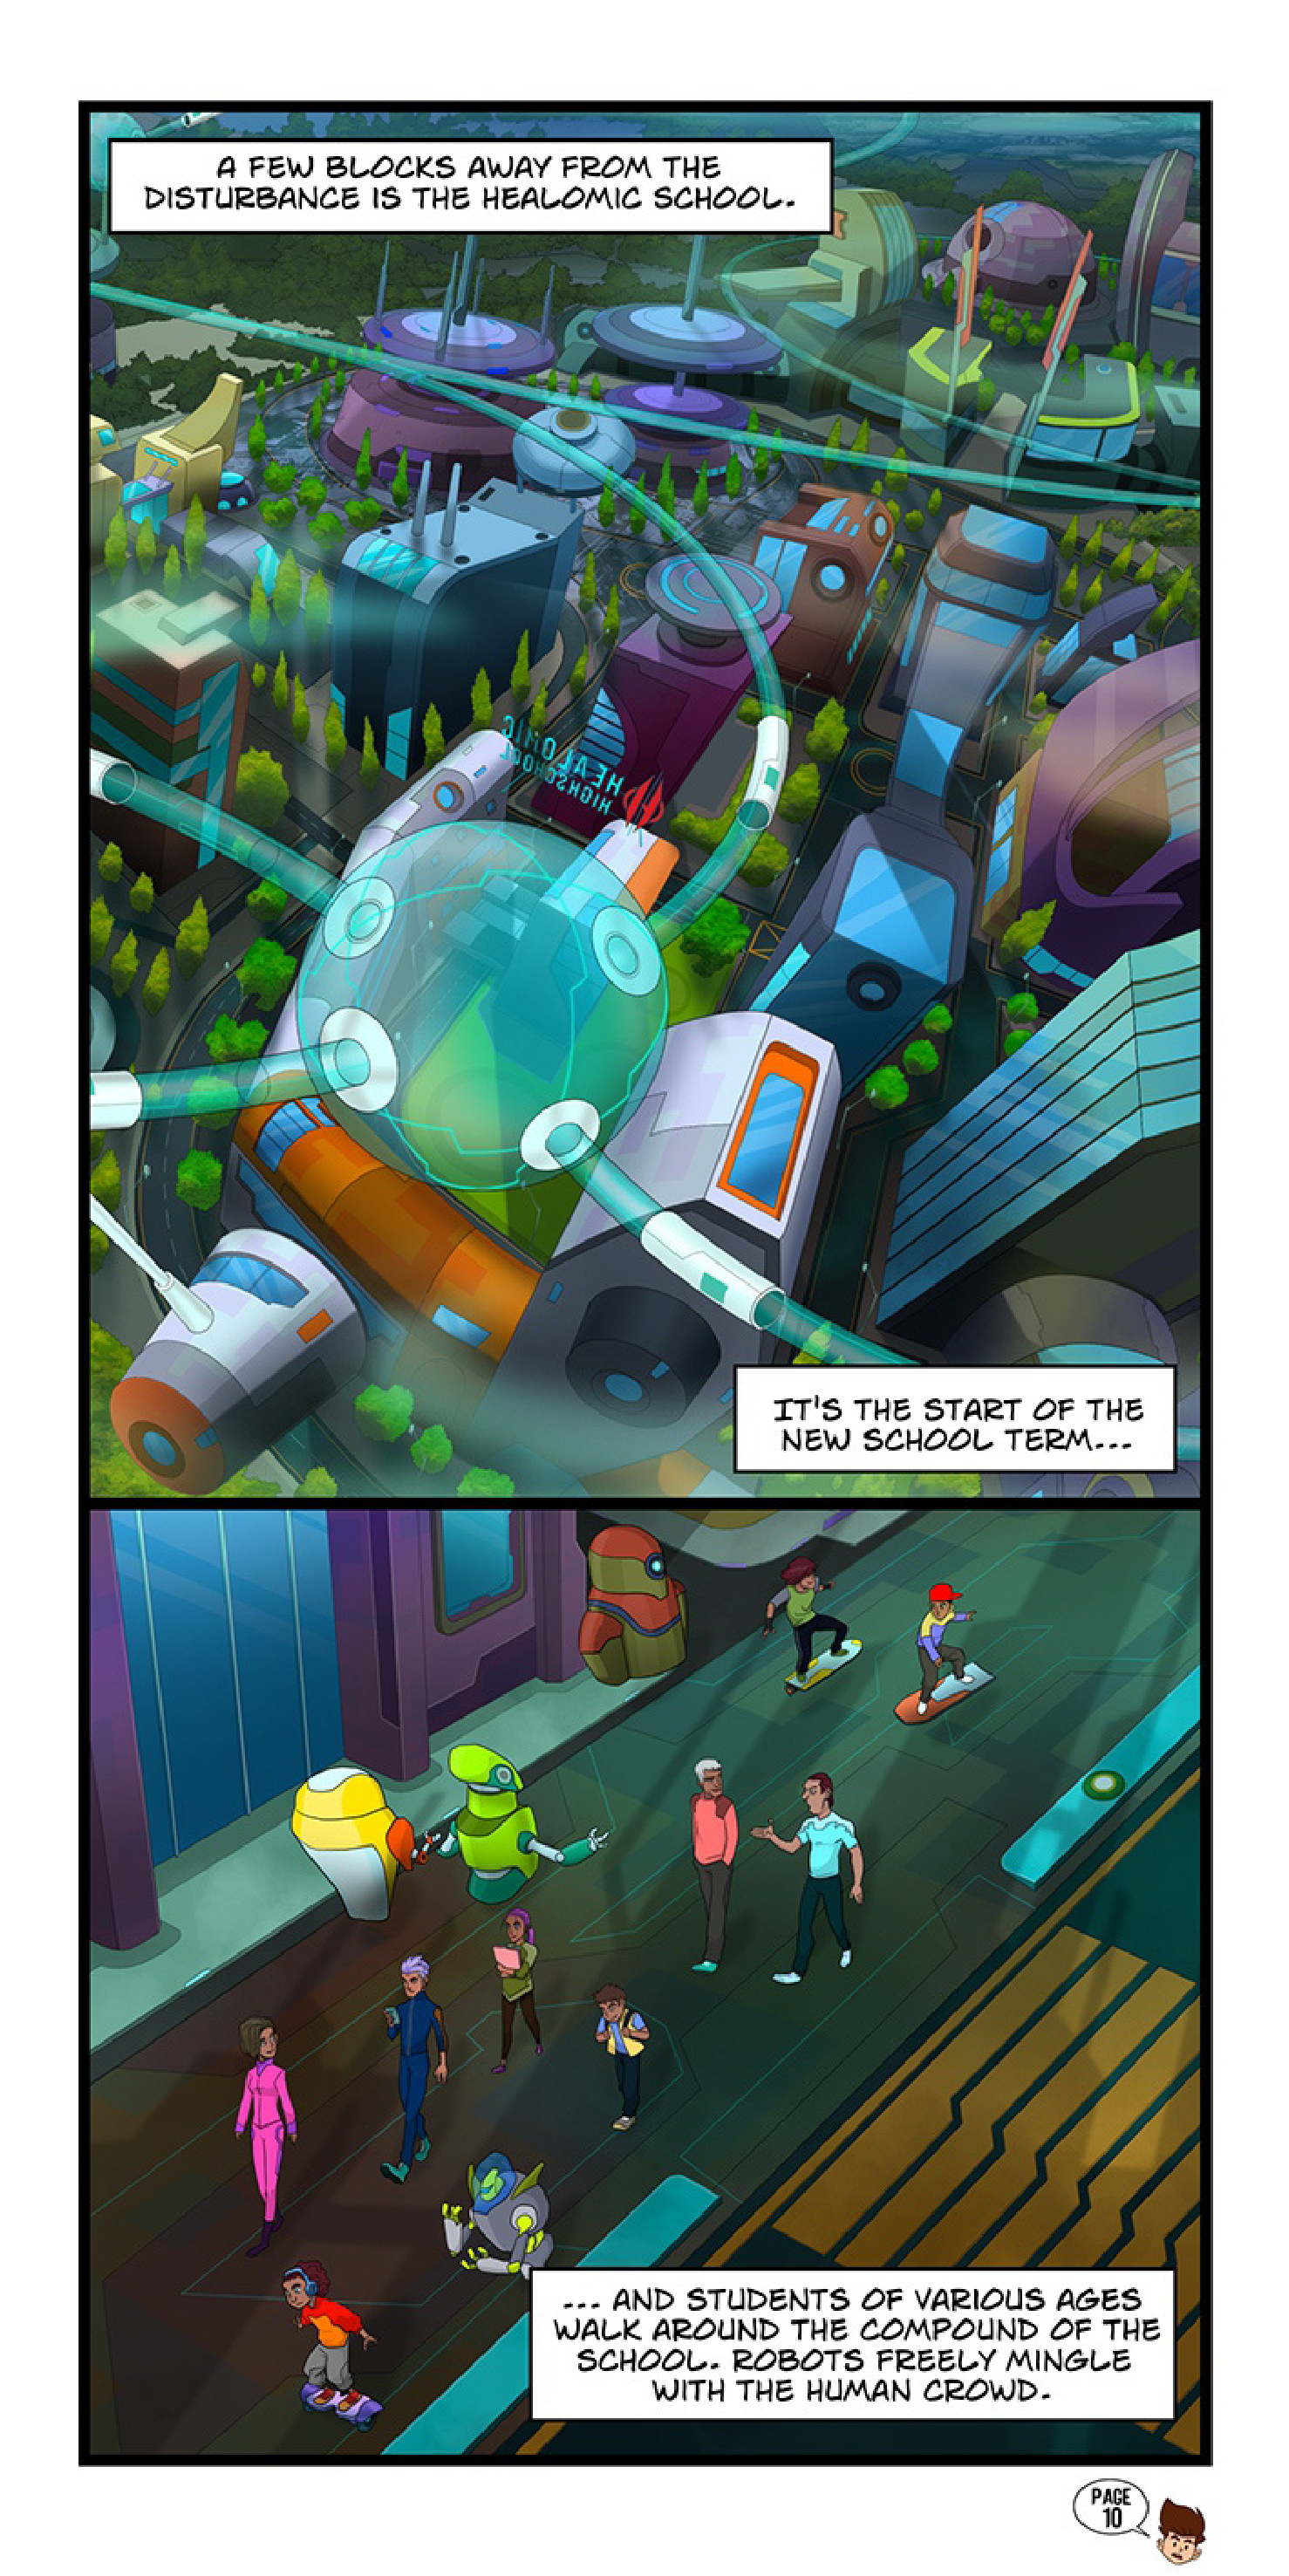 A FEW BLOCKS AWAY FROM THE
DISTURBANCE IS THE HEALOMIC SCHOOL.
HEALOMIC
HIGHSCHOOL
IT'S THE START OF THE
NEW SCHOOL TERM...
... AND STUDENTS OF VARIOUS AGES
WALK AROUND THE COMPOUND OF THE
SCHOOL. ROBOTS FREELY MINGLE
WITH THE HUMAN CROWD.
PAGE
10